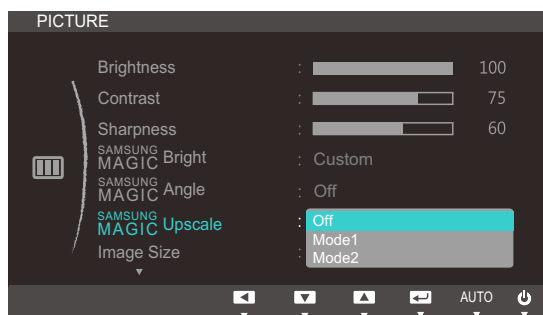 PICTURE
Brightness : 100
Contrast : 75
Sharpness : 60
SAMSUNG
MAGIC Bright : Custom
SAMSUNG
MAGIC Angle : Off
SAMSUNG
MAGIC Upscale : Off
Mode1
Image Size : Mode2
AUTO